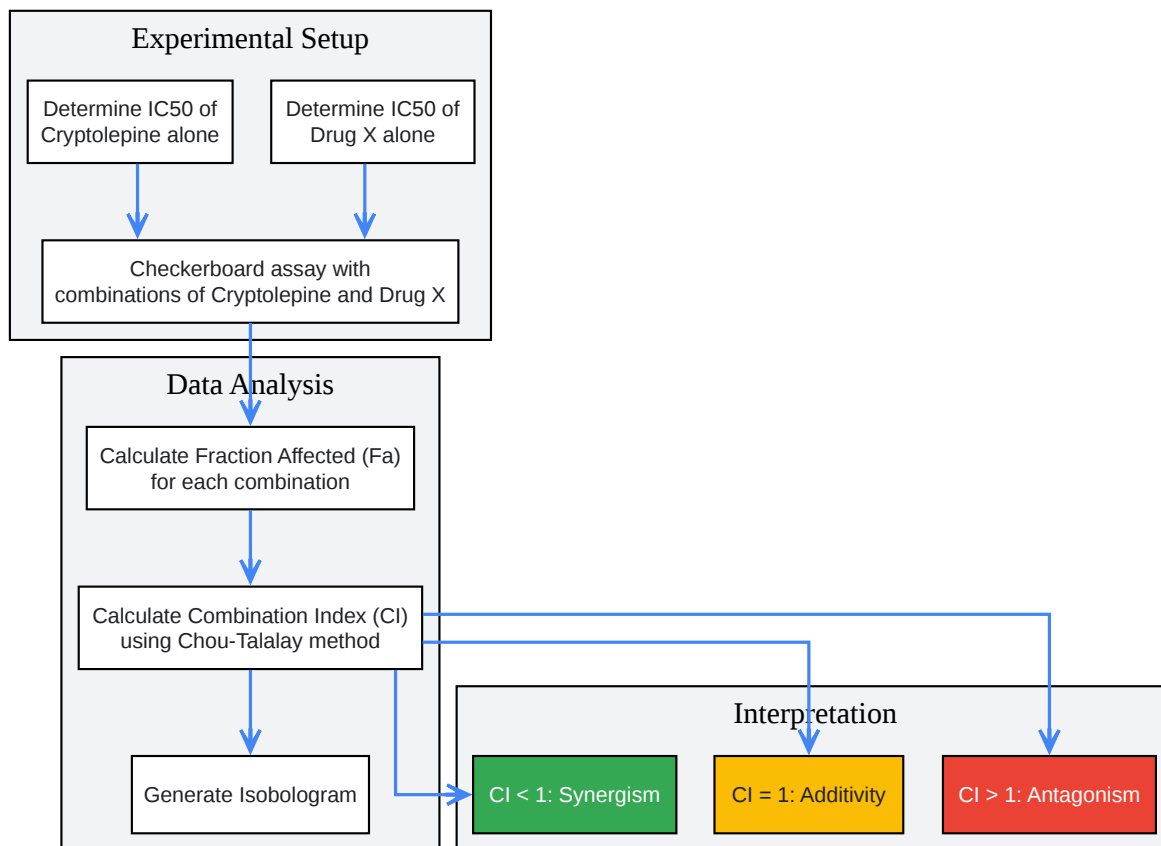 Experimental Setup
Determine IC50 of
Cryptolepine alone
Determine IC50 of
Drug X alone
Checkerboard assay with
combinations of Cryptolepine and Drug X
Data Analysis
Calculate Fraction Affected (Fa)
for each combination
Calculate Combination Index (CI)
using Chou-Talalay method
Generate Isobologram
Interpretation
CI < 1: Synergism
CI = 1: Additivity
CI > 1: Antagonism